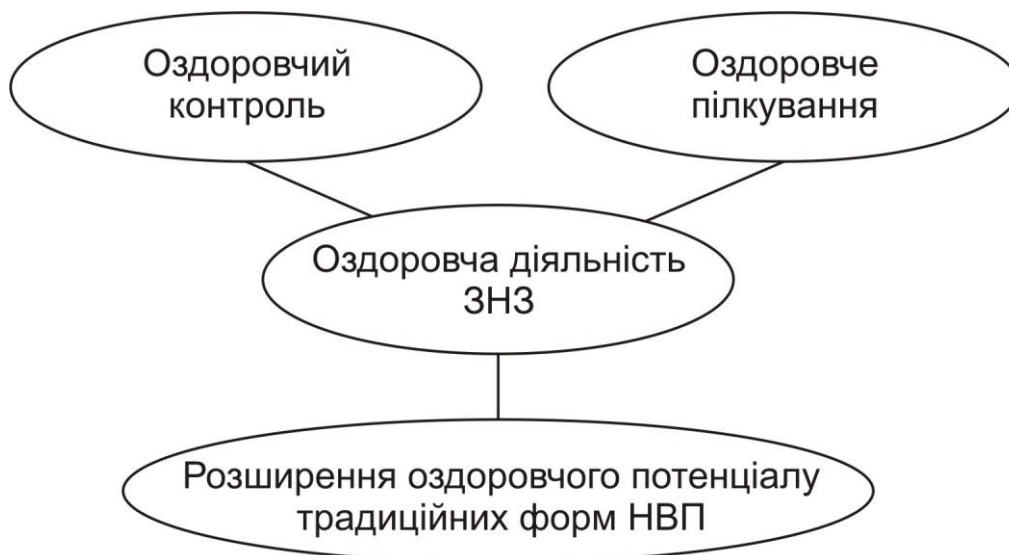 Оздоровчий
контроль
Оздоровче
пілкування
Оздоровча діяльність
ЗНЗ
Розширення оздоровчого потенціалу
традиційних форм НВП